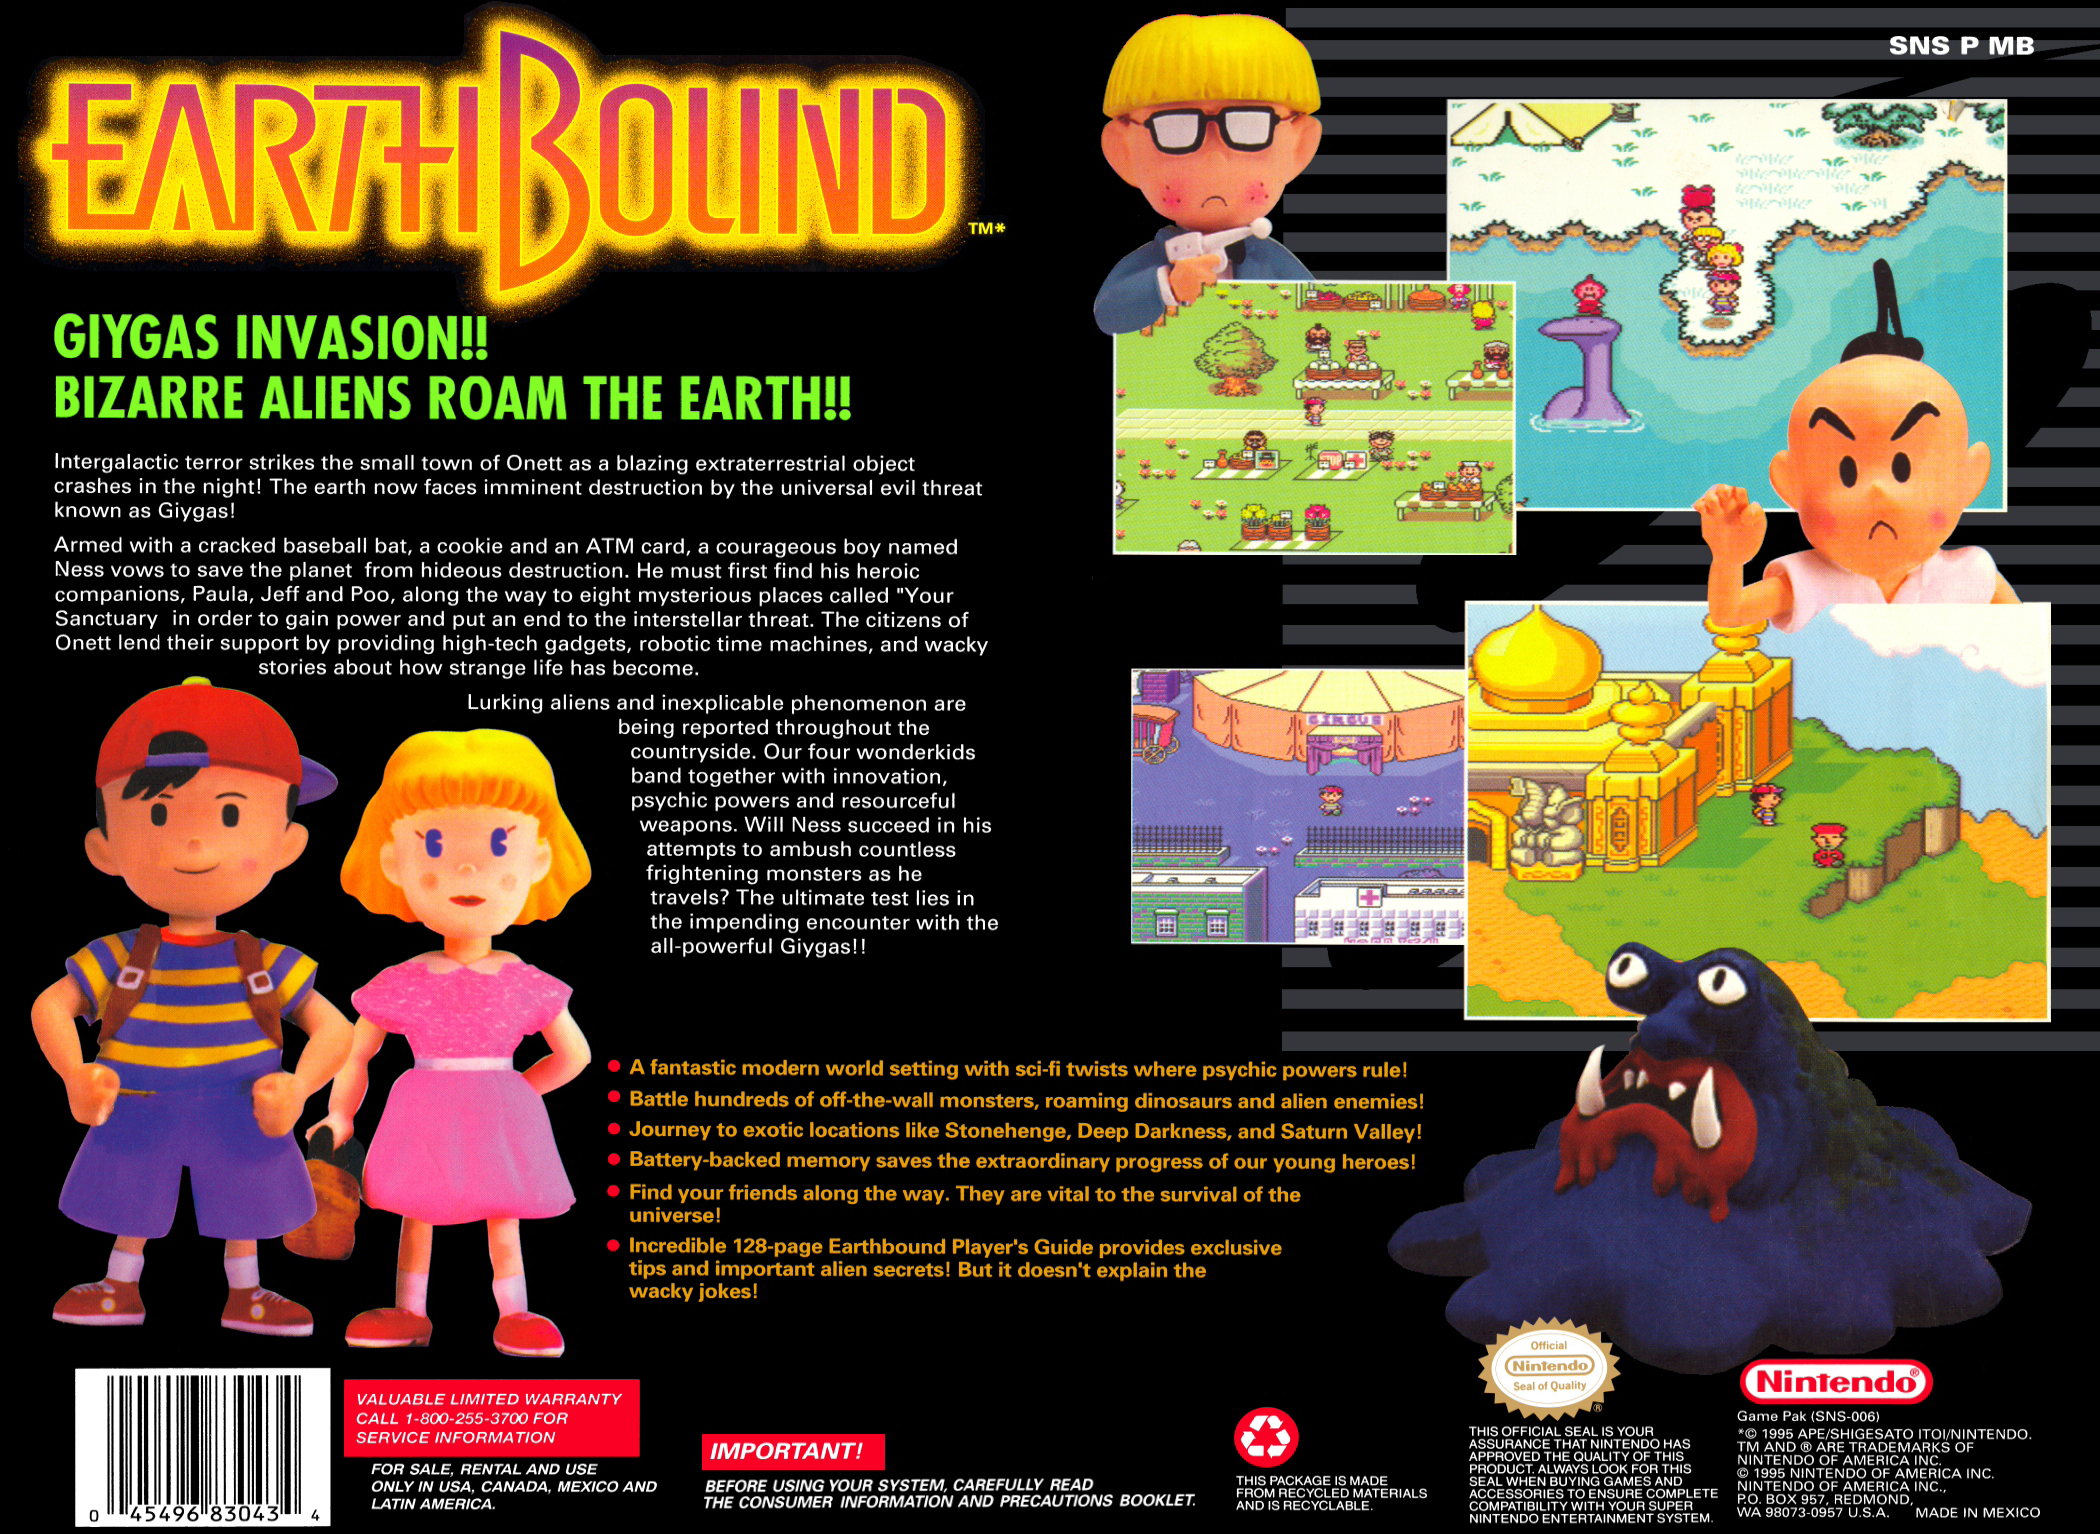 EARTHBOUND
TM*
SNS P MB
GIYGAS INVASION!!
BIZARRE ALIENS ROAM THE EARTH!!
Intergalactic terror strikes the small town of Onett as a blazing extraterrestrial object
crashes in the night! The earth now faces imminent destruction by the universal evil threat
known as Giygas!
Armed with a cracked baseball bat, a cookie and an ATM card, a courageous boy named
Ness vows to save the planet from hideous destruction. He must first find his heroic
companions, Paula, Jeff and Poo, along the way to eight mysterious places called "Your
Sanctuary in order to gain power and put an end to the interstellar threat. The citizens of
Onett lend their support by providing high-tech gadgets, robotic time machines, and wacky
stories about how strange life has become.
Lurking aliens and inexplicable phenomenon are
being reported throughout the
countryside. Our four wonderkids
band together with innovation,
psychic powers and resourceful
weapons. Will Ness succeed in his
attempts to ambush countless
frightening monsters as he
travels? The ultimate test lies in
the impending encounter with the
all-powerful Giygas!!
STOP
CIRCUS
• A fantastic modern world setting with sci-fi twists where psychic powers rule!
• Battle hundreds of off-the-wall monsters, roaming dinosaurs and alien enemies!
• Journey to exotic locations like Stonehenge, Deep Darkness, and Saturn Valley!
• Battery-backed memory saves the extraordinary progress of our young heroes!
• Find your friends along the way. They are vital to the survival of the
universe!
• Incredible 128-page Earthbound Player's Guide provides exclusive
tips and important alien secrets! But it doesn't explain the
wacky jokes!
0 45496 83043 4
VALUABLE LIMITED WARRANTY
CALL 1-800-255-3700 FOR
SERVICE INFORMATION
FOR SALE, RENTAL AND USE
ONLY IN USA, CANADA, MEXICO AND
LATIN AMERICA.
IMPORTANT!
BEFORE USING YOUR SYSTEM, CAREFULLY READ
THE CONSUMER INFORMATION AND PRECAUTIONS BOOKLET.
THIS PACKAGE IS MADE
FROM RECYCLED MATERIALS
AND IS RECYCLABLE.
Official
Nintendo
Seal of Quality
®
THIS OFFICIAL SEAL IS YOUR
ASSURANCE THAT NINTENDO HAS
APPROVED THE QUALITY OF THIS
PRODUCT. ALWAYS LOOK FOR THIS
SEAL WHEN BUYING GAMES AND
ACCESSORIES TO ENSURE COMPLETE
COMPATIBILITY WITH YOUR SUPER
NINTENDO ENTERTAINMENT SYSTEM.
Nintendo®
Game Pak (SNS-006)
*© 1995 APE/SHIGESATO ITOI/NINTENDO.
TM AND ® ARE TRADEMARKS OF
NINTENDO OF AMERICA INC.
© 1995 NINTENDO OF AMERICA INC.
NINTENDO OF AMERICA INC.,
P.O. BOX 957, REDMOND,
WA 98073-0957 U.S.A. MADE IN MEXICO